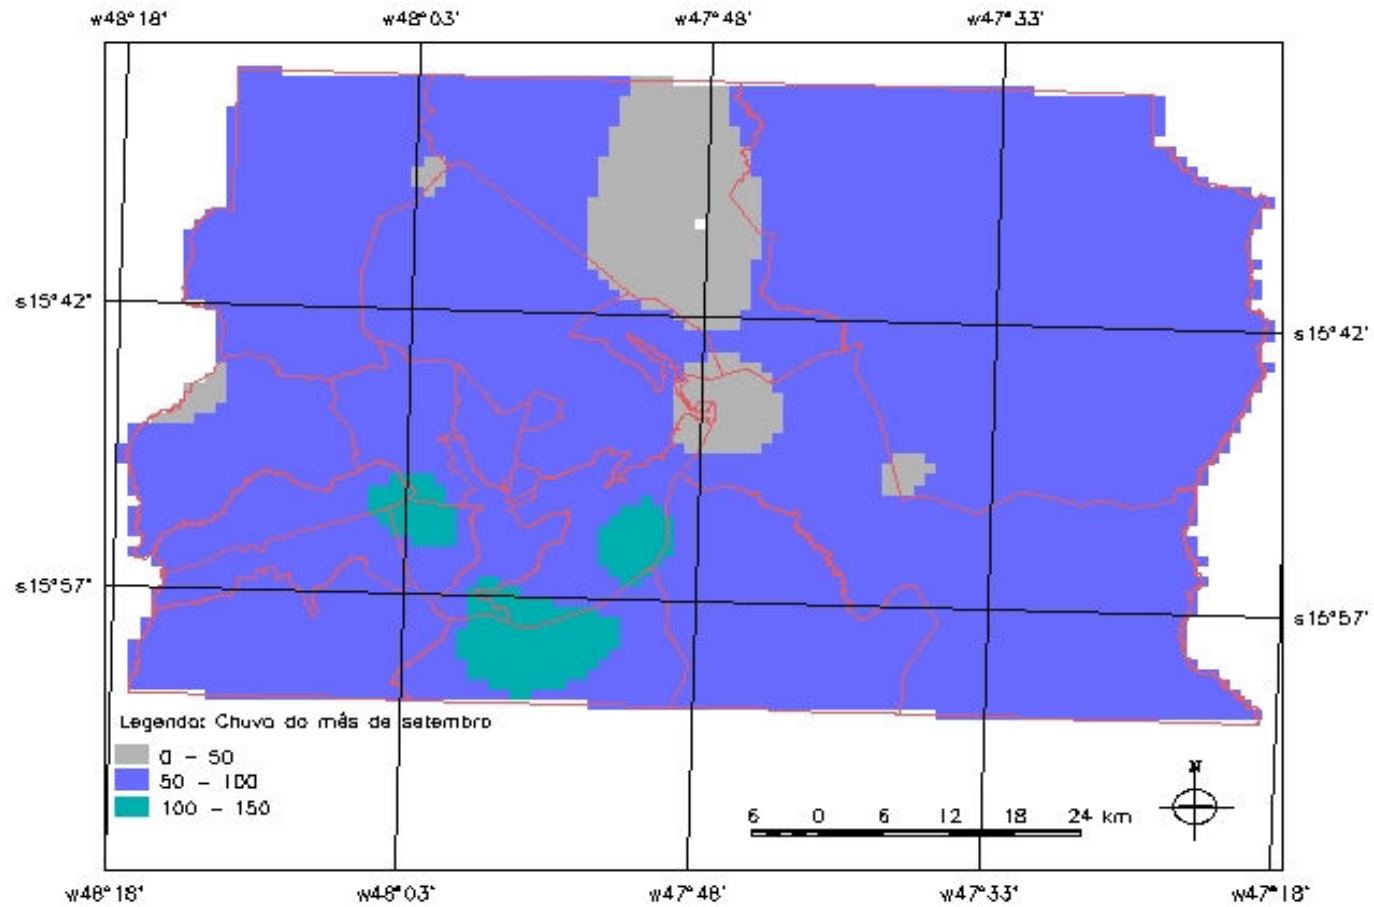 w48°18' w48°03' w47°48' w47°33'
s15°42' s15°42'
s15°57' s15°57'
Legenda: Chuva do mês de setembro
0 - 50
50 - 100
100 - 150
N
6 0 6 12 18 24 km
w48°18' w48°03' w47°48' w47°33' w47°18'